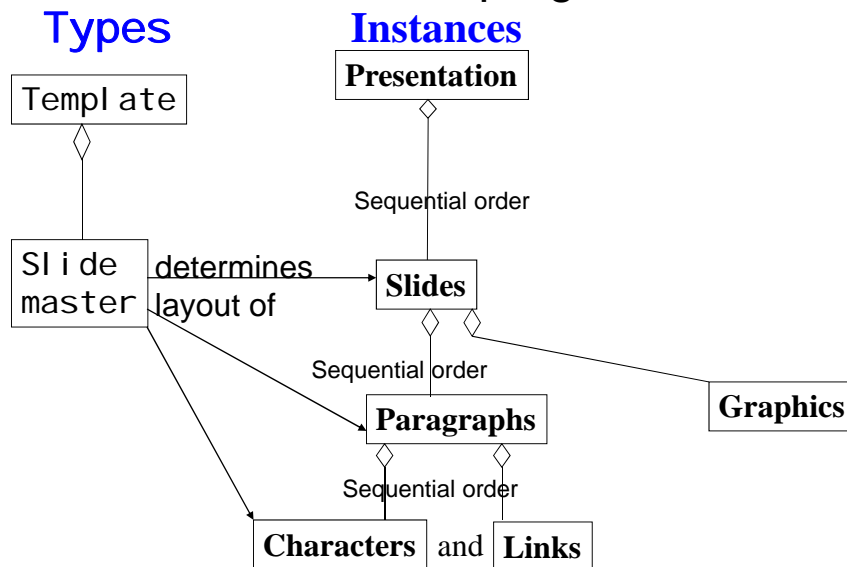 Types
Instances
Presentation
Template
Sequential order
Slide
master
determines
layout of
Slides
Sequential order
Graphics
Paragraphs
Sequential order
Characters and Links